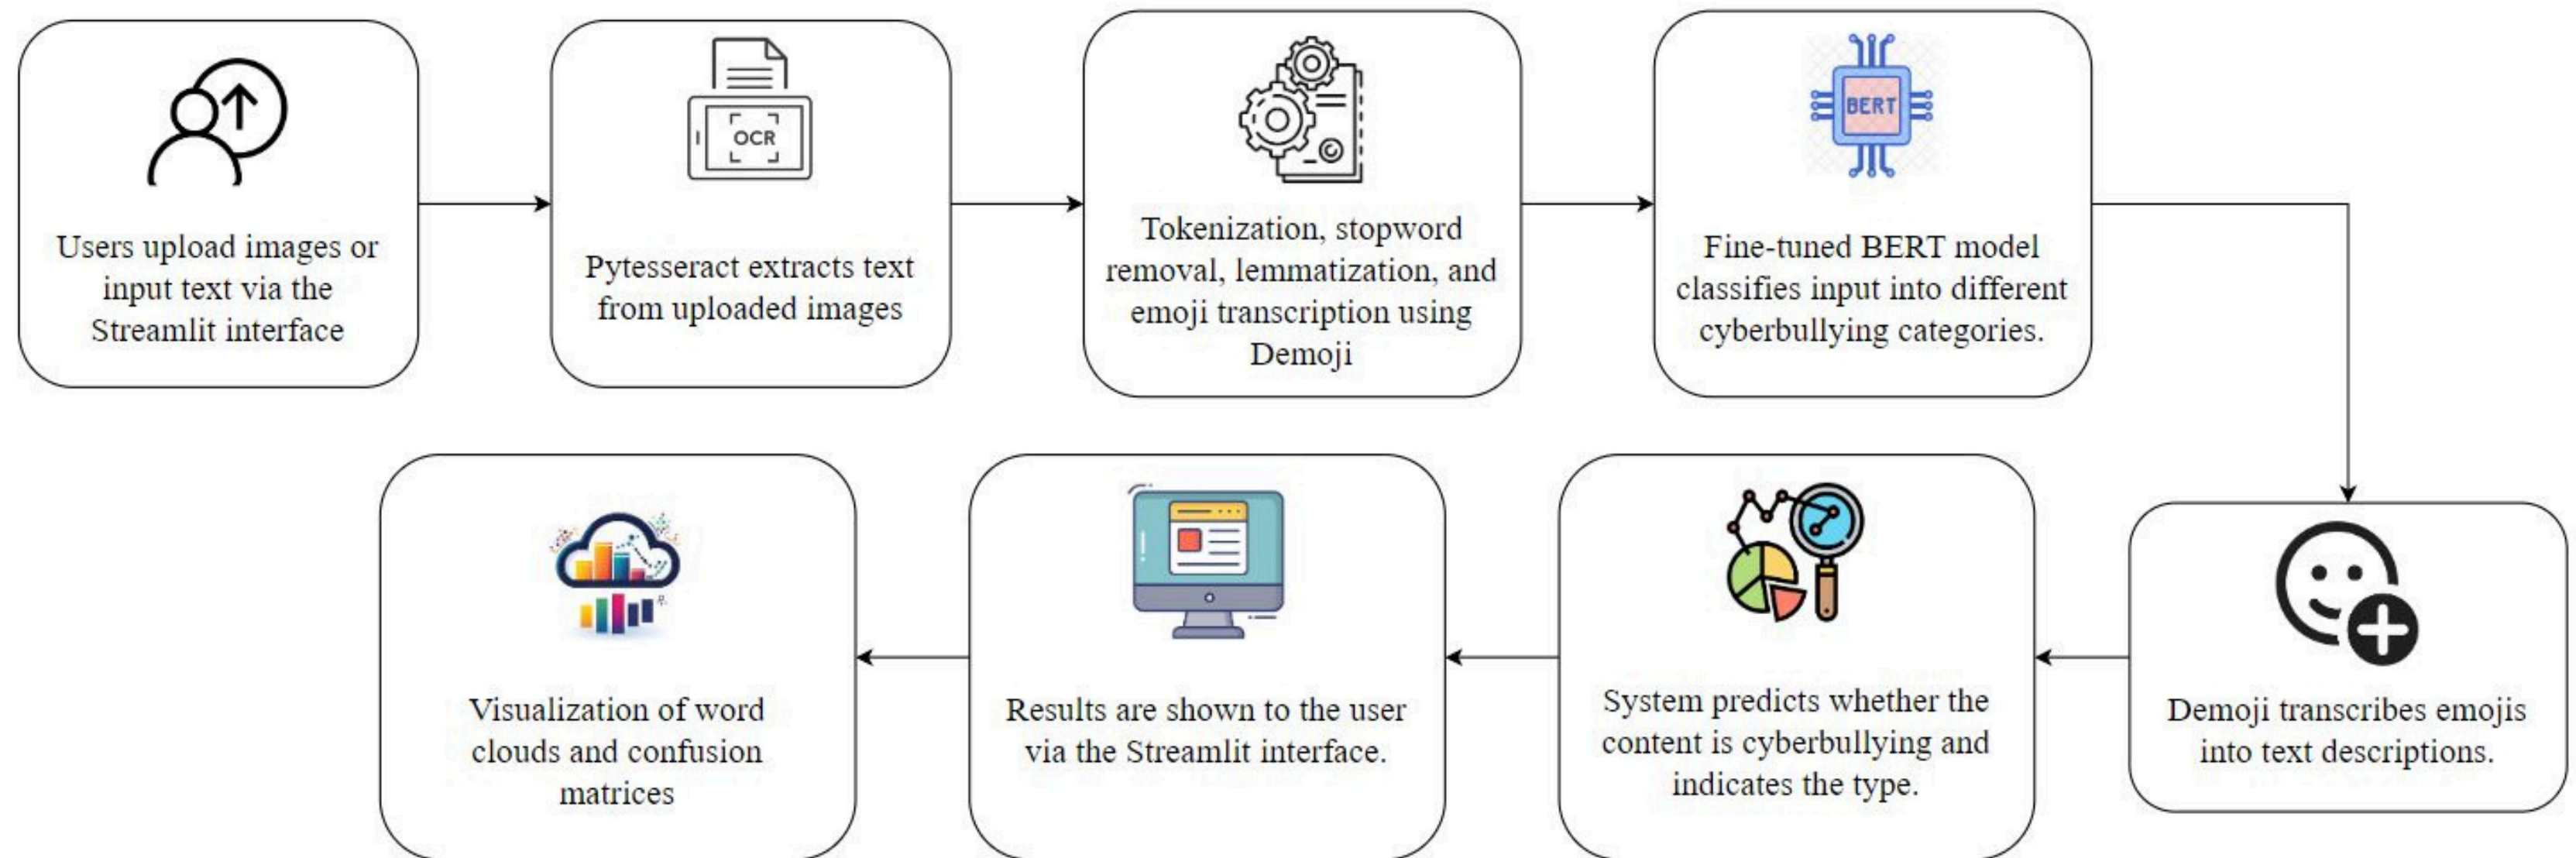 OCR
BERT
Users upload images or
input text via the
Streamlit interface
Pytesseract extracts text
from uploaded images
Tokenization, stopword
removal, lemmatization, and
emoji transcription using
Demoji
Fine-tuned BERT model
classifies input into different
cyberbullying categories.
Demoji transcribes emojis
into text descriptions.
System predicts whether the
content is cyberbullying and
indicates the type.
Results are shown to the user
via the Streamlit interface.
Visualization of word
clouds and confusion
matrices